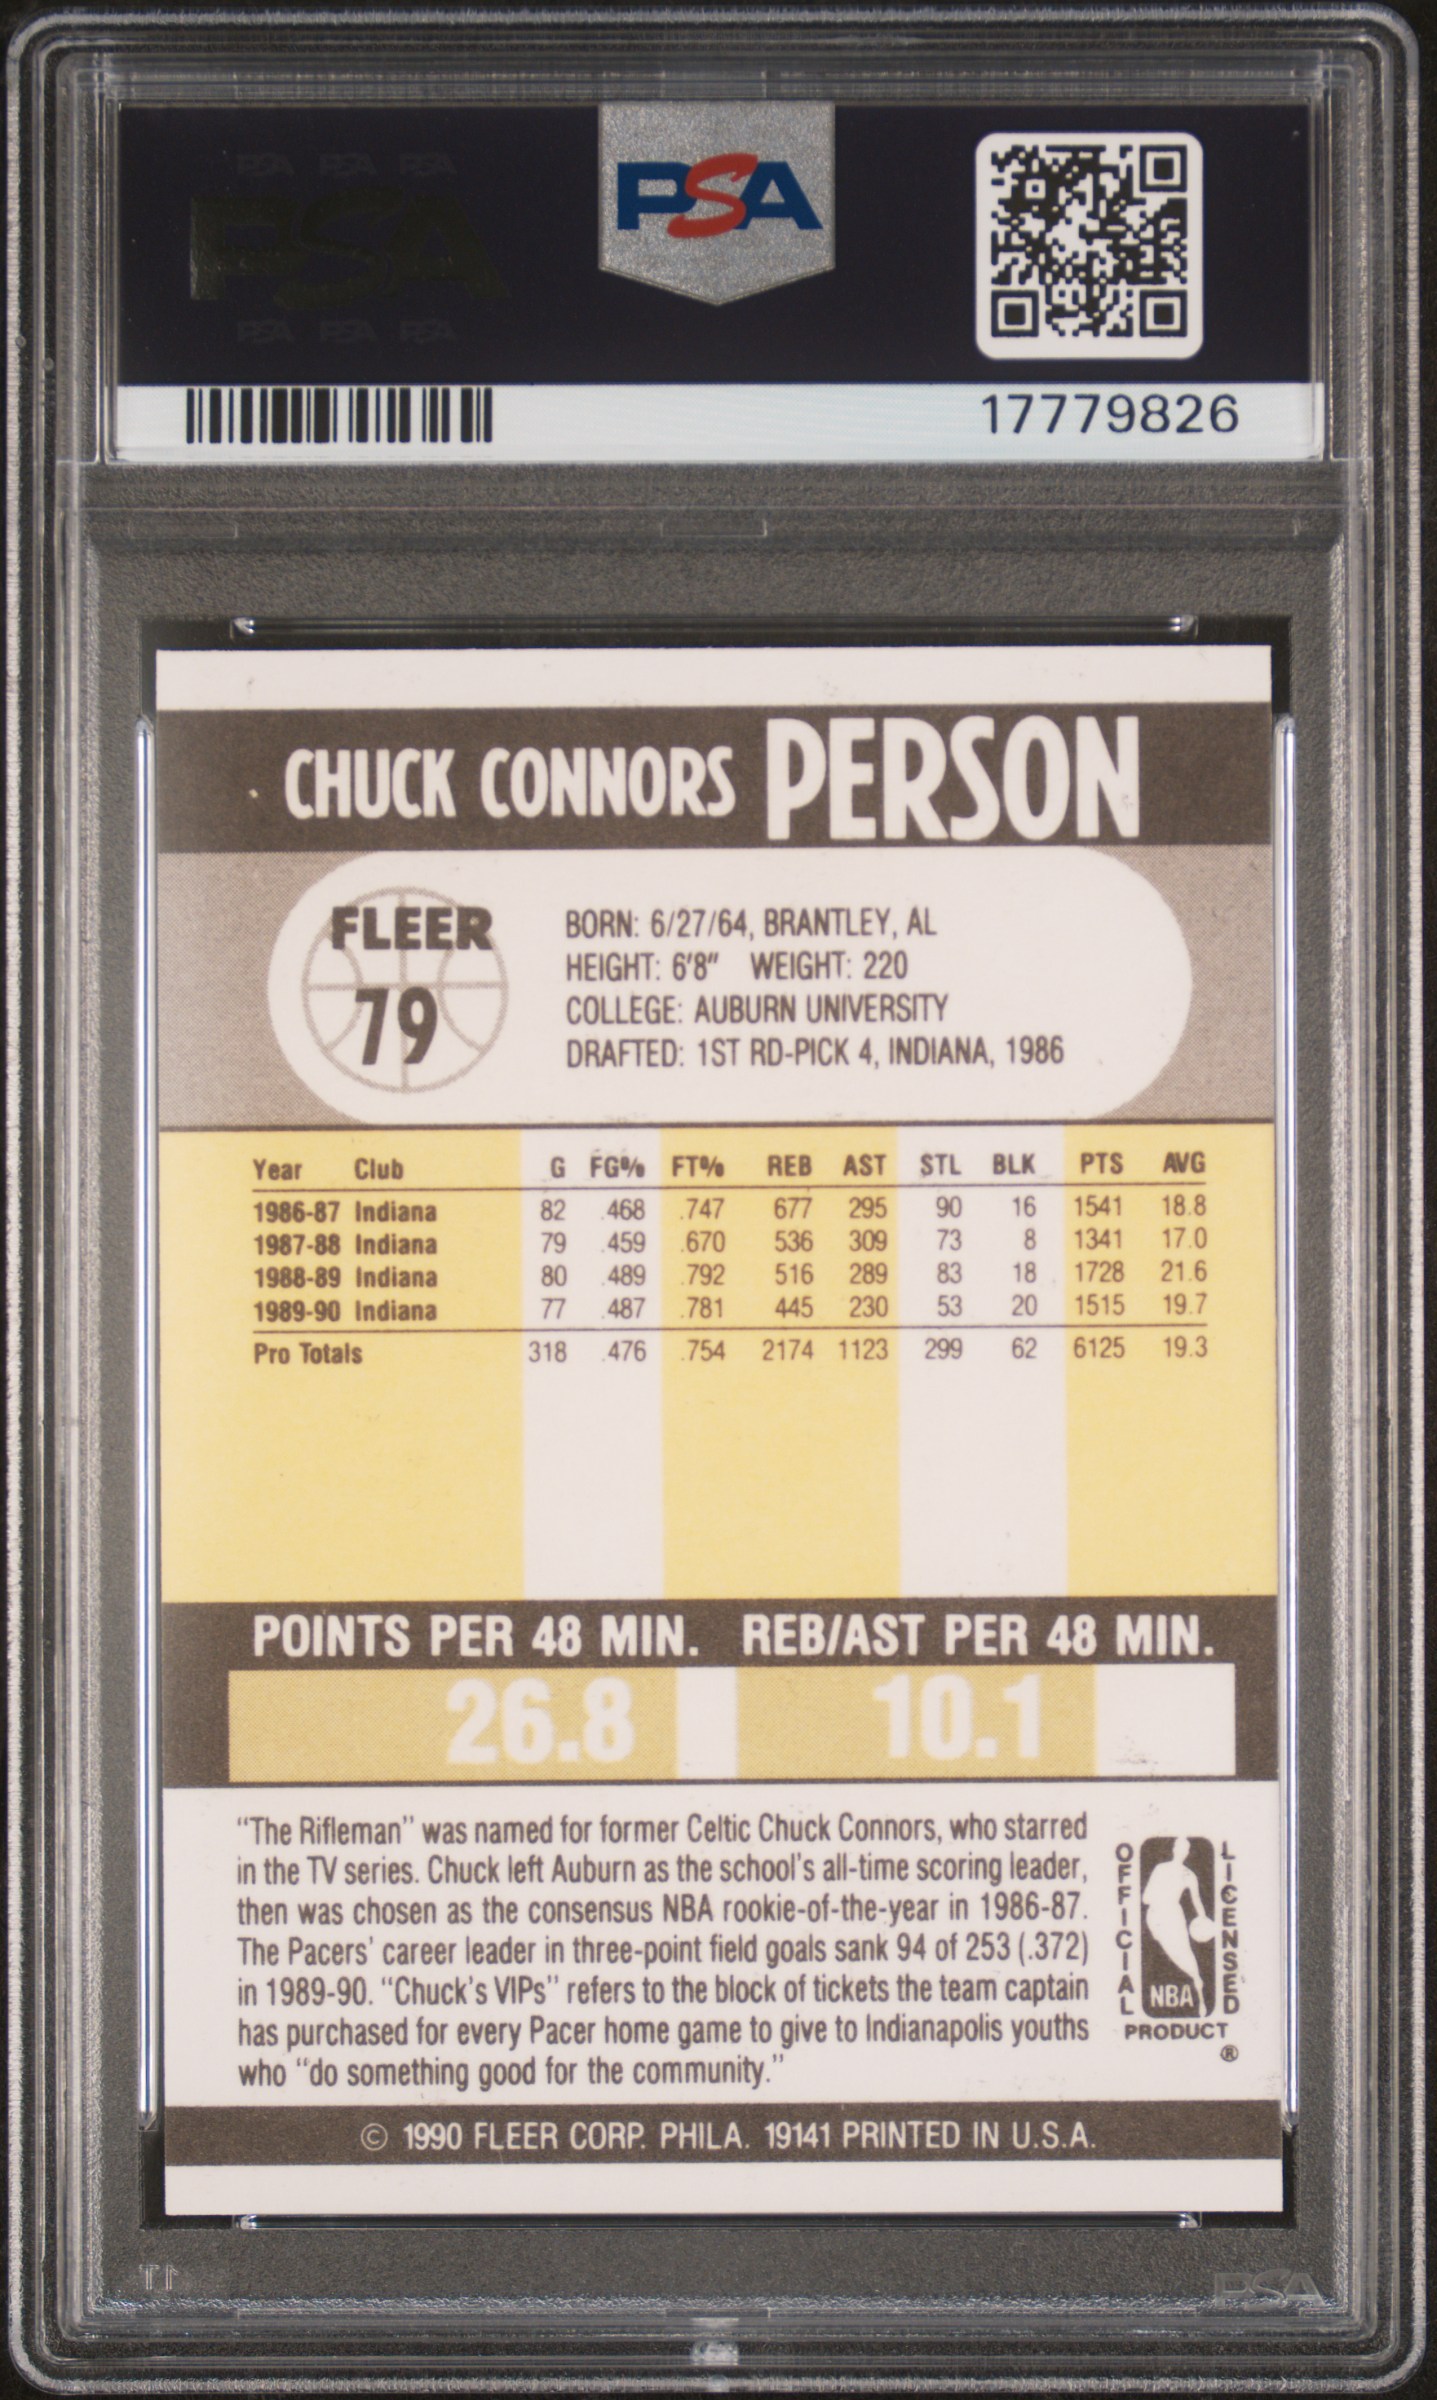 PSA PSA PSA
PSA
PSA PSA PSA
PSA
17779826
CHUCK CONNORS PERSON
FLEER
79
BORN: 6/27/64, BRANTLEY, AL
HEIGHT: 6'8" WEIGHT: 220
COLLEGE: AUBURN UNIVERSITY
DRAFTED: 1ST RD-PICK 4, INDIANA, 1986
Year Club G FG% FT% REB AST STL BLK PTS AVG
1986-87 Indiana 82 .468 .747 677 295 90 16 1541 18.8
1987-88 Indiana 79 .459 .670 536 309 73 8 1341 17.0
1988-89 Indiana 80 .489 .792 516 289 83 18 1728 21.6
1989-90 Indiana 77 .487 .781 445 230 53 20 1515 19.7
Pro Totals 318 .476 .754 2174 1123 299 62 6125 19.3
POINTS PER 48 MIN. REB/AST PER 48 MIN.
26.8 10.1
"The Rifleman" was named for former Celtic Chuck Connors, who starred
in the TV series. Chuck left Auburn as the school's all-time scoring leader,
then was chosen as the consensus NBA rookie-of-the-year in 1986-87.
The Pacers' career leader in three-point field goals sank 94 of 253 (.372)
in 1989-90. "Chuck's VIPs" refers to the block of tickets the team captain
has purchased for every Pacer home game to give to Indianapolis youths
who "do something good for the community."
OFFICIAL LICENSED
NBA
PRODUCT
®
© 1990 FLEER CORP. PHILA. 19141 PRINTED IN U.S.A.
PSA